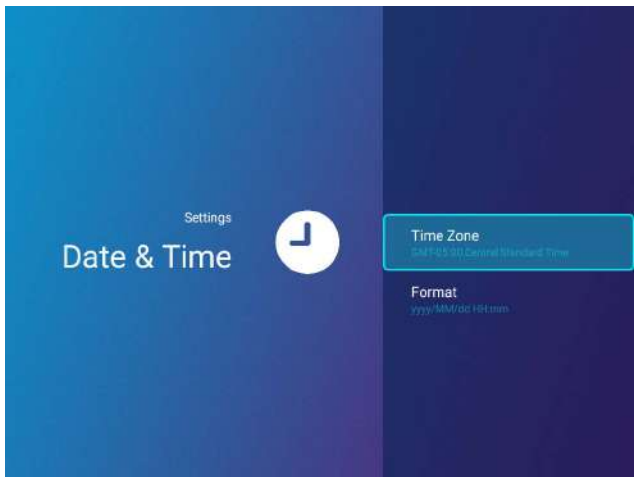 Settings
Date & Time
Time Zone
GMT-05:00 Central Standard Time
Format
yyyy/MM/dd HH:mm